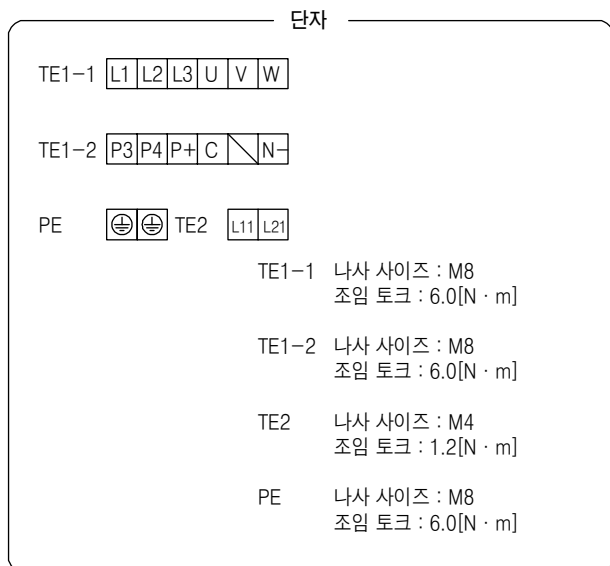 단자
TE1-1 L1 L2 L3 U V W
TE1-2 P3 P4 P+ C N-
PE TE2 L11 L21
TE1-1 나사 사이즈 : M8
조임 토크 : 6.0[N · m]
TE1-2 나사 사이즈 : M8
조임 토크 : 6.0[N · m]
TE2 나사 사이즈 : M4
조임 토크 : 1.2[N · m]
PE 나사 사이즈 : M8
조임 토크 : 6.0[N · m]